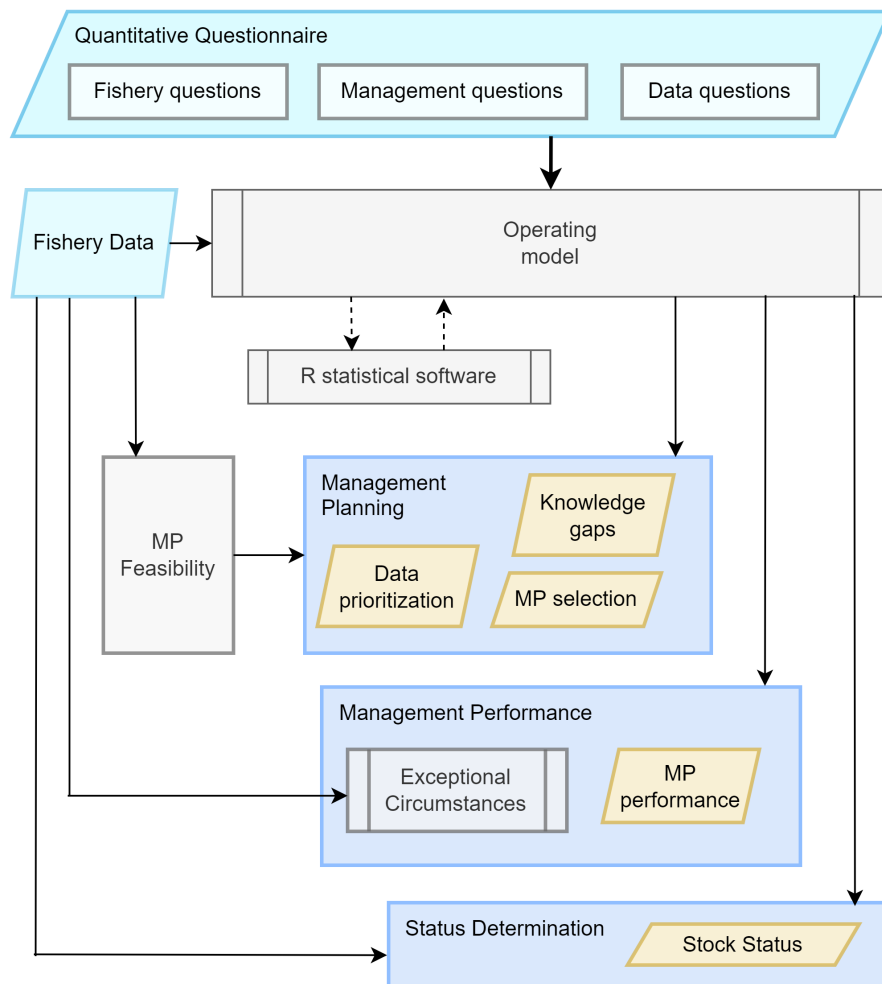 Quantitative Questionnaire
Fishery questions
Management questions
Data questions
Fishery Data
Operating
model
R statistical software
MP
Feasibility
Management
Planning
Knowledge
gaps
Data
prioritization
MP selection
Management Performance
Exceptional
Circumstances
MP
performance
Status Determination
Stock Status